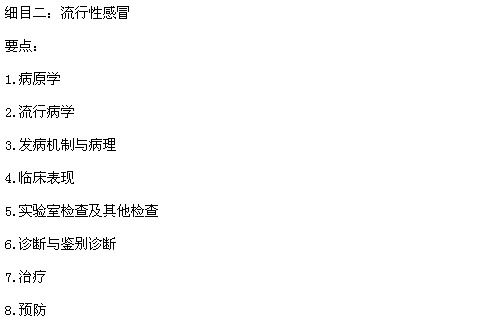 细目二：流行性感冒
要点：
1.病原学
2.流行病学
3.发病机制与病理
4.临床表现
5.实验室检查及其他检查
6.诊断与鉴别诊断
7.治疗
8.预防